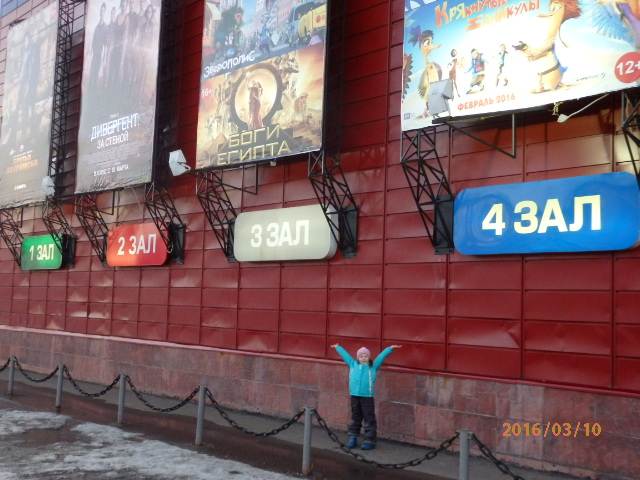 ДИВЕРГЕНТ
ЗА СТЕНОЙ
ЗВЕРОПОЛИС
16+
БОГИ
ЕГИПТА
КРЯКНУТЫЕ
КАНИКУЛЫ
12+
ФЕВРАЛЬ 2016
1 ЗАЛ
2 ЗАЛ
3 ЗАЛ
4 ЗАЛ
2016/03/10